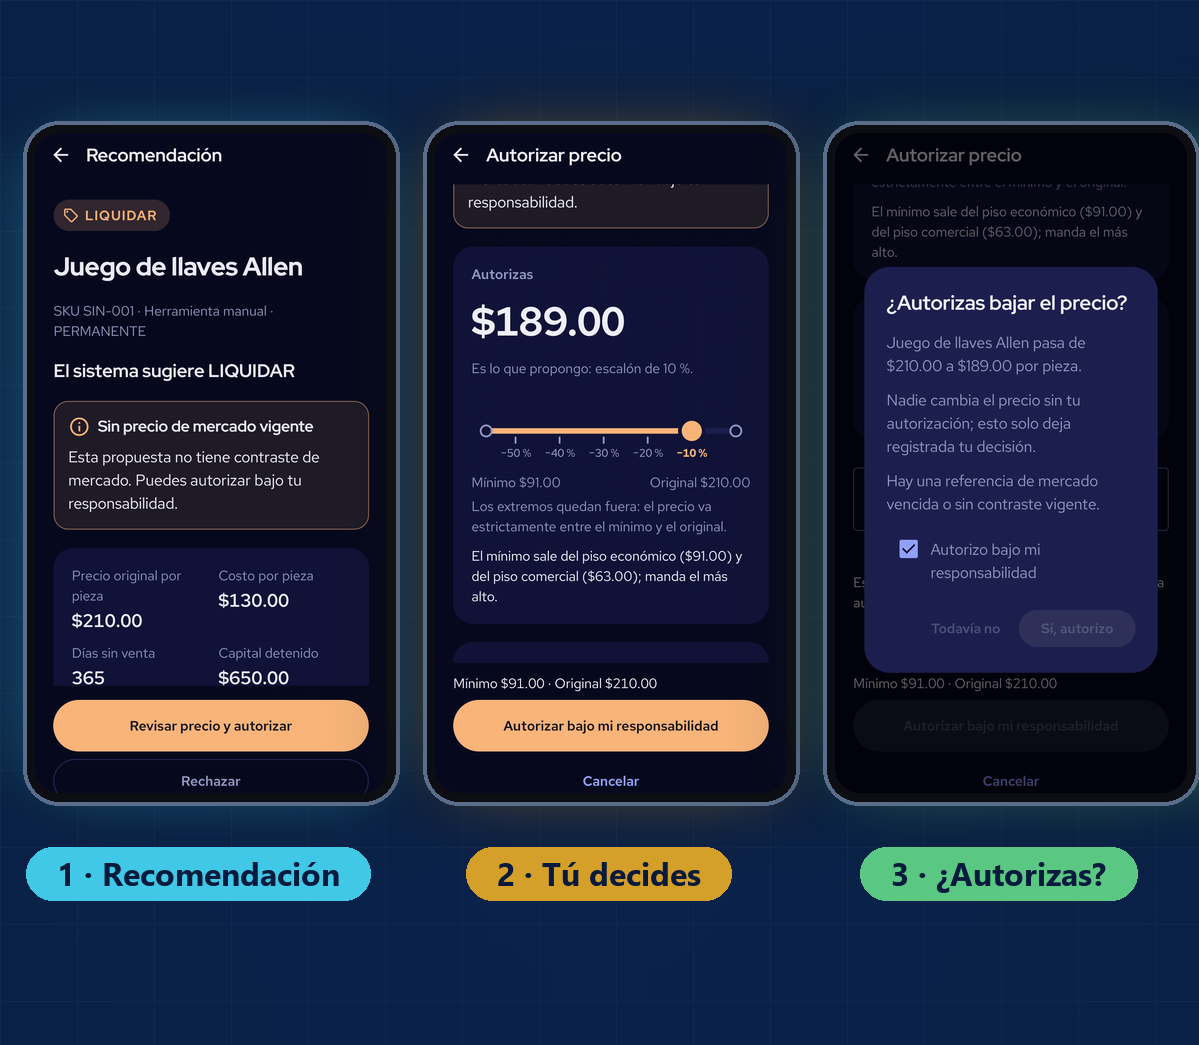 Recomendación
LIQUIDAR
Juego de llaves Allen
SKU SIN-001 · Herramienta manual ·
PERMANENTE
El sistema sugiere LIQUIDAR
Sin precio de mercado vigente
Esta propuesta no tiene contraste de
mercado. Puedes autorizar bajo tu
responsabilidad.
Precio original por
pieza
$210.00
Costo por pieza
$130.00
Días sin venta
365
Capital detenido
$650.00
Revisar precio y autorizar
Rechazar
1 · Recomendación
Autorizar precio
responsabilidad.
Autorizas
$189.00
Es lo que propongo: escalón de 10 %.
−50 % −40 % −30 % −20 % −10 %
Mínimo $91.00 Original $210.00
Los extremos quedan fuera: el precio va
estrictamente entre el mínimo y el original.
El mínimo sale del piso económico ($91.00) y
del piso comercial ($63.00); manda el más
alto.
Mínimo $91.00 · Original $210.00
Autorizar bajo mi responsabilidad
Cancelar
2 · Tú decides
Autorizar precio
estrictamente entre el mínimo y el original.
El mínimo sale del piso económico ($91.00) y
del piso comercial ($63.00); manda el más
alto.
¿Autorizas bajar el precio?
Juego de llaves Allen pasa de
$210.00 a $189.00 por pieza.
Nadie cambia el precio sin tu
autorización; esto solo deja
registrada tu decisión.
Hay una referencia de mercado
vencida o sin contraste vigente.
Autorizo bajo mi
responsabilidad
Todavía no
Sí, autorizo
Mínimo $91.00 · Original $210.00
Autorizar bajo mi responsabilidad
Cancelar
3 · ¿Autorizas?